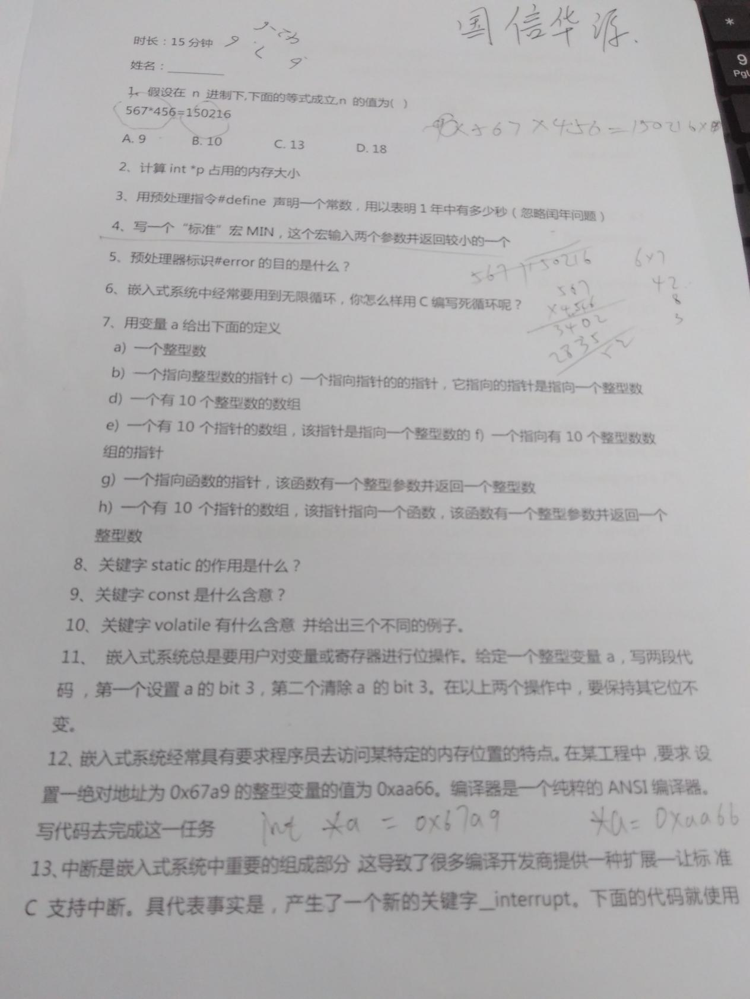 国信华源.
时长：15 分钟
姓名：________
1、假设在 n 进制下,下面的等式成立,n 的值为( )
567*456=150216
×567×456=150216×
A. 9 B. 10 C. 13 D. 18
2、计算 int *p 占用的内存大小
3、用预处理指令#define 声明一个常数，用以表明 1 年中有多少秒（忽略闰年问题）
4、写一个“标准”宏 MIN，这个宏输入两个参数并返回较小的一个
5、预处理器标识#error 的目的是什么？
567 150216
6×7
42
8
3
567
×456
3402
2835
52
6、嵌入式系统中经常要用到无限循环，你怎么样用 C 编写死循环呢？
7、用变量 a 给出下面的定义
a) 一个整型数
b) 一个指向整型数的指针 c) 一个指向指针的的指针，它指向的指针是指向一个整型数
d) 一个有 10 个整型数的数组
e) 一个有 10 个指针的数组，该指针是指向一个整型数的 f) 一个指向有 10 个整型数数
组的指针
g) 一个指向函数的指针，该函数有一个整型参数并返回一个整型数
h) 一个有 10 个指针的数组，该指针指向一个函数，该函数有一个整型参数并返回一个
整型数
8、关键字 static 的作用是什么？
9、关键字 const 是什么含意？
10、关键字 volatile 有什么含意 并给出三个不同的例子。
11、 嵌入式系统总是要用户对变量或寄存器进行位操作。给定一个整型变量 a，写两段代
码，第一个设置 a 的 bit 3，第二个清除 a 的 bit 3。在以上两个操作中，要保持其它位不
变。
12、嵌入式系统经常具有要求程序员去访问某特定的内存位置的特点。在某工程中，要求 设
置一绝对地址为 0x67a9 的整型变量的值为 0xaa66。编译器是一个纯粹的 ANSI 编译器。
写代码去完成这一任务 int *a = 0x67a9 *a= 0xaa66
13、中断是嵌入式系统中重要的组成部分，这导致了很多编译开发商提供一种扩展—让标 准
C 支持中断。具代表事实是，产生了一个新的关键字__interrupt。下面的代码就使用
*
9